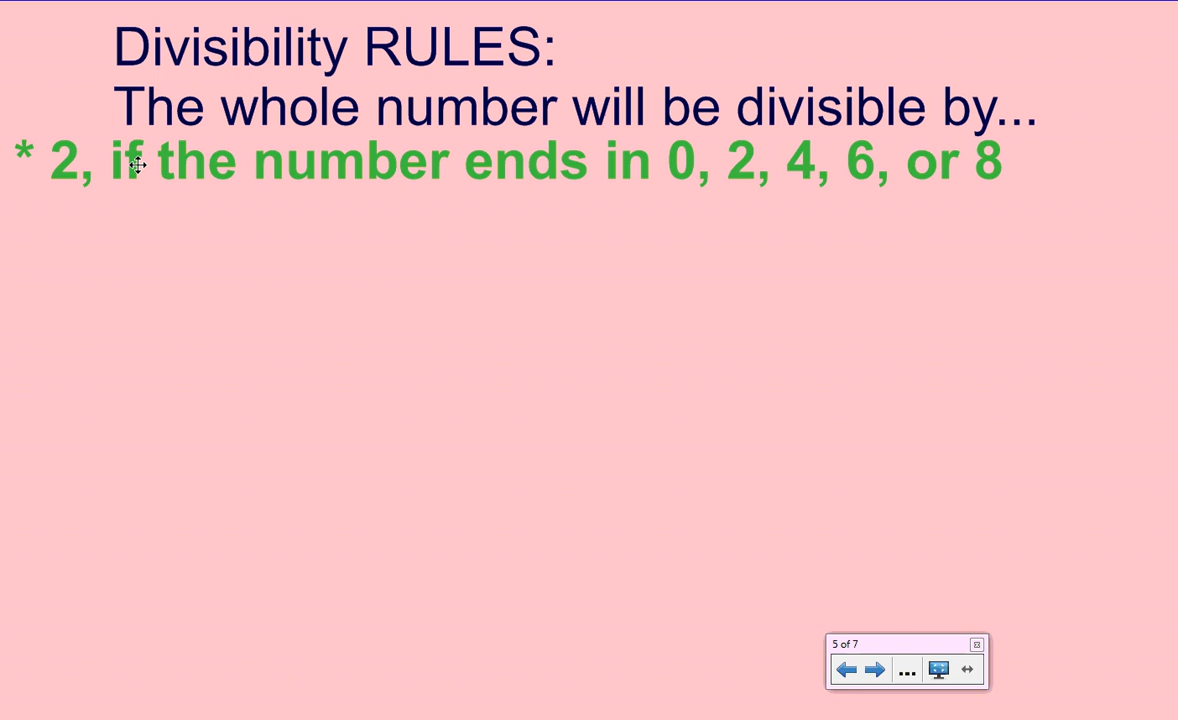 Divisibility RULES:
The whole number will be divisible by...
* 2, if the number ends in 0, 2, 4, 6, or 8
5 of 7
...